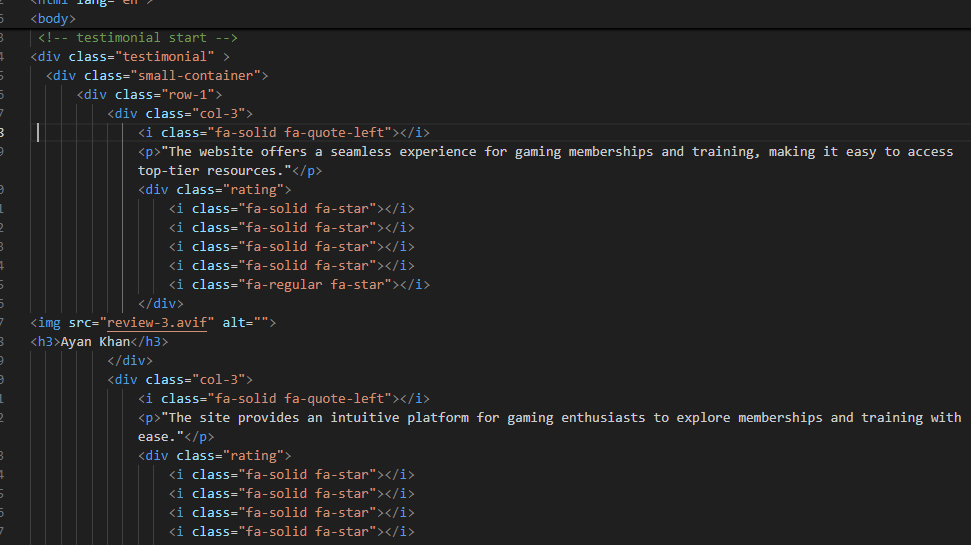 <html lang="en">
<body>
<!-- testimonial start -->
<div class="testimonial" >
<div class="small-container">
<div class="row-1">
<div class="col-3">
<i class="fa-solid fa-quote-left"></i>
<p>"The website offers a seamless experience for gaming memberships and training, making it easy to access
top-tier resources."</p>
<div class="rating">
<i class="fa-solid fa-star"></i>
<i class="fa-solid fa-star"></i>
<i class="fa-solid fa-star"></i>
<i class="fa-solid fa-star"></i>
<i class="fa-regular fa-star"></i>
</div>
<img src="review-3.avif" alt="">
<h3>Ayan Khan</h3>
</div>
<div class="col-3">
<i class="fa-solid fa-quote-left"></i>
<p>"The site provides an intuitive platform for gaming enthusiasts to explore memberships and training with
ease."</p>
<div class="rating">
<i class="fa-solid fa-star"></i>
<i class="fa-solid fa-star"></i>
<i class="fa-solid fa-star"></i>
<i class="fa-solid fa-star"></i>